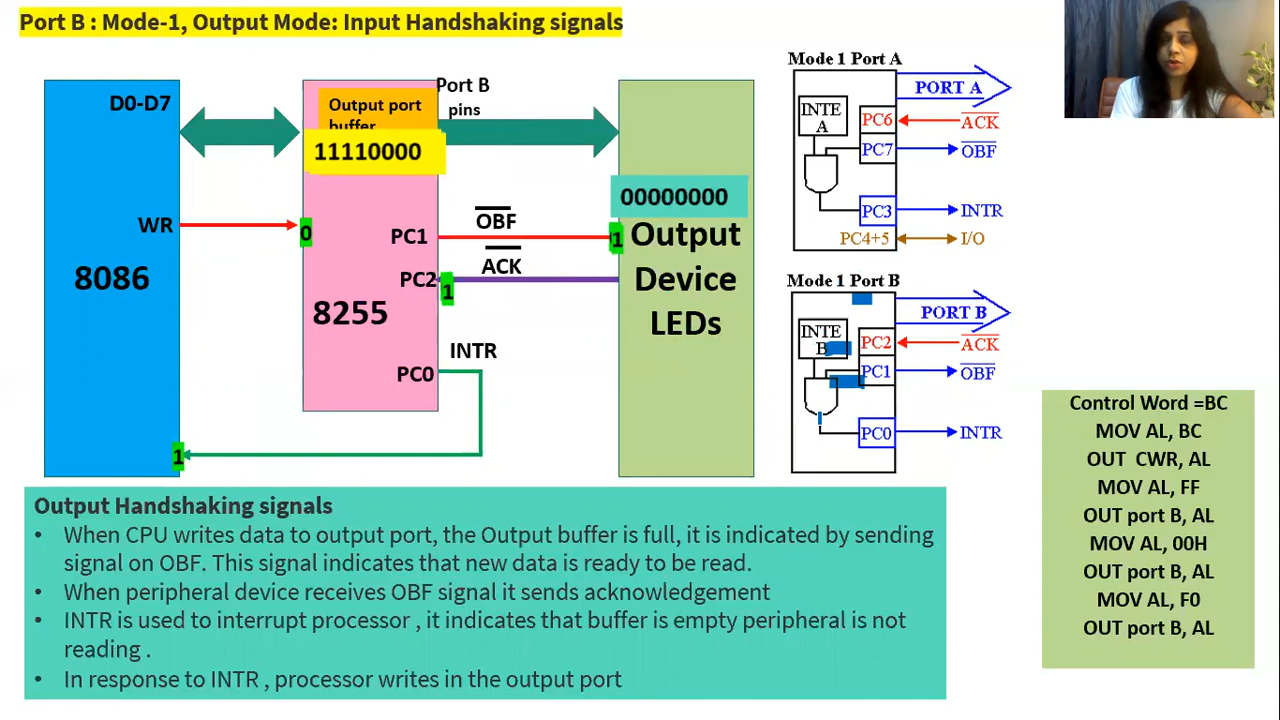 Port B : Mode-1, Output Mode: Input Handshaking signals
D0-D7
WR
8086
Output port
buffer
11110000
0
PC1
PC2
8255
PC0
1
Port B
pins
OBF
ACK
1
INTR
00000000
1
Output
Device
LEDs
Mode 1 Port A
INTE
A
PORT A
PC6
ACK
PC7
OBF
PC3
INTR
PC4+5
I/O
Mode 1 Port B
INTE
B
PORT B
PC2
ACK
PC1
OBF
PC0
INTR
Control Word =BC
MOV AL, BC
OUT CWR, AL
MOV AL, FF
OUT port B, AL
MOV AL, 00H
OUT port B, AL
MOV AL, F0
OUT port B, AL
Output Handshaking signals
• When CPU writes data to output port, the Output buffer is full, it is indicated by sending
signal on OBF. This signal indicates that new data is ready to be read.
• When peripheral device receives OBF signal it sends acknowledgement
• INTR is used to interrupt processor , it indicates that buffer is empty peripheral is not
reading .
• In response to INTR , processor writes in the output port